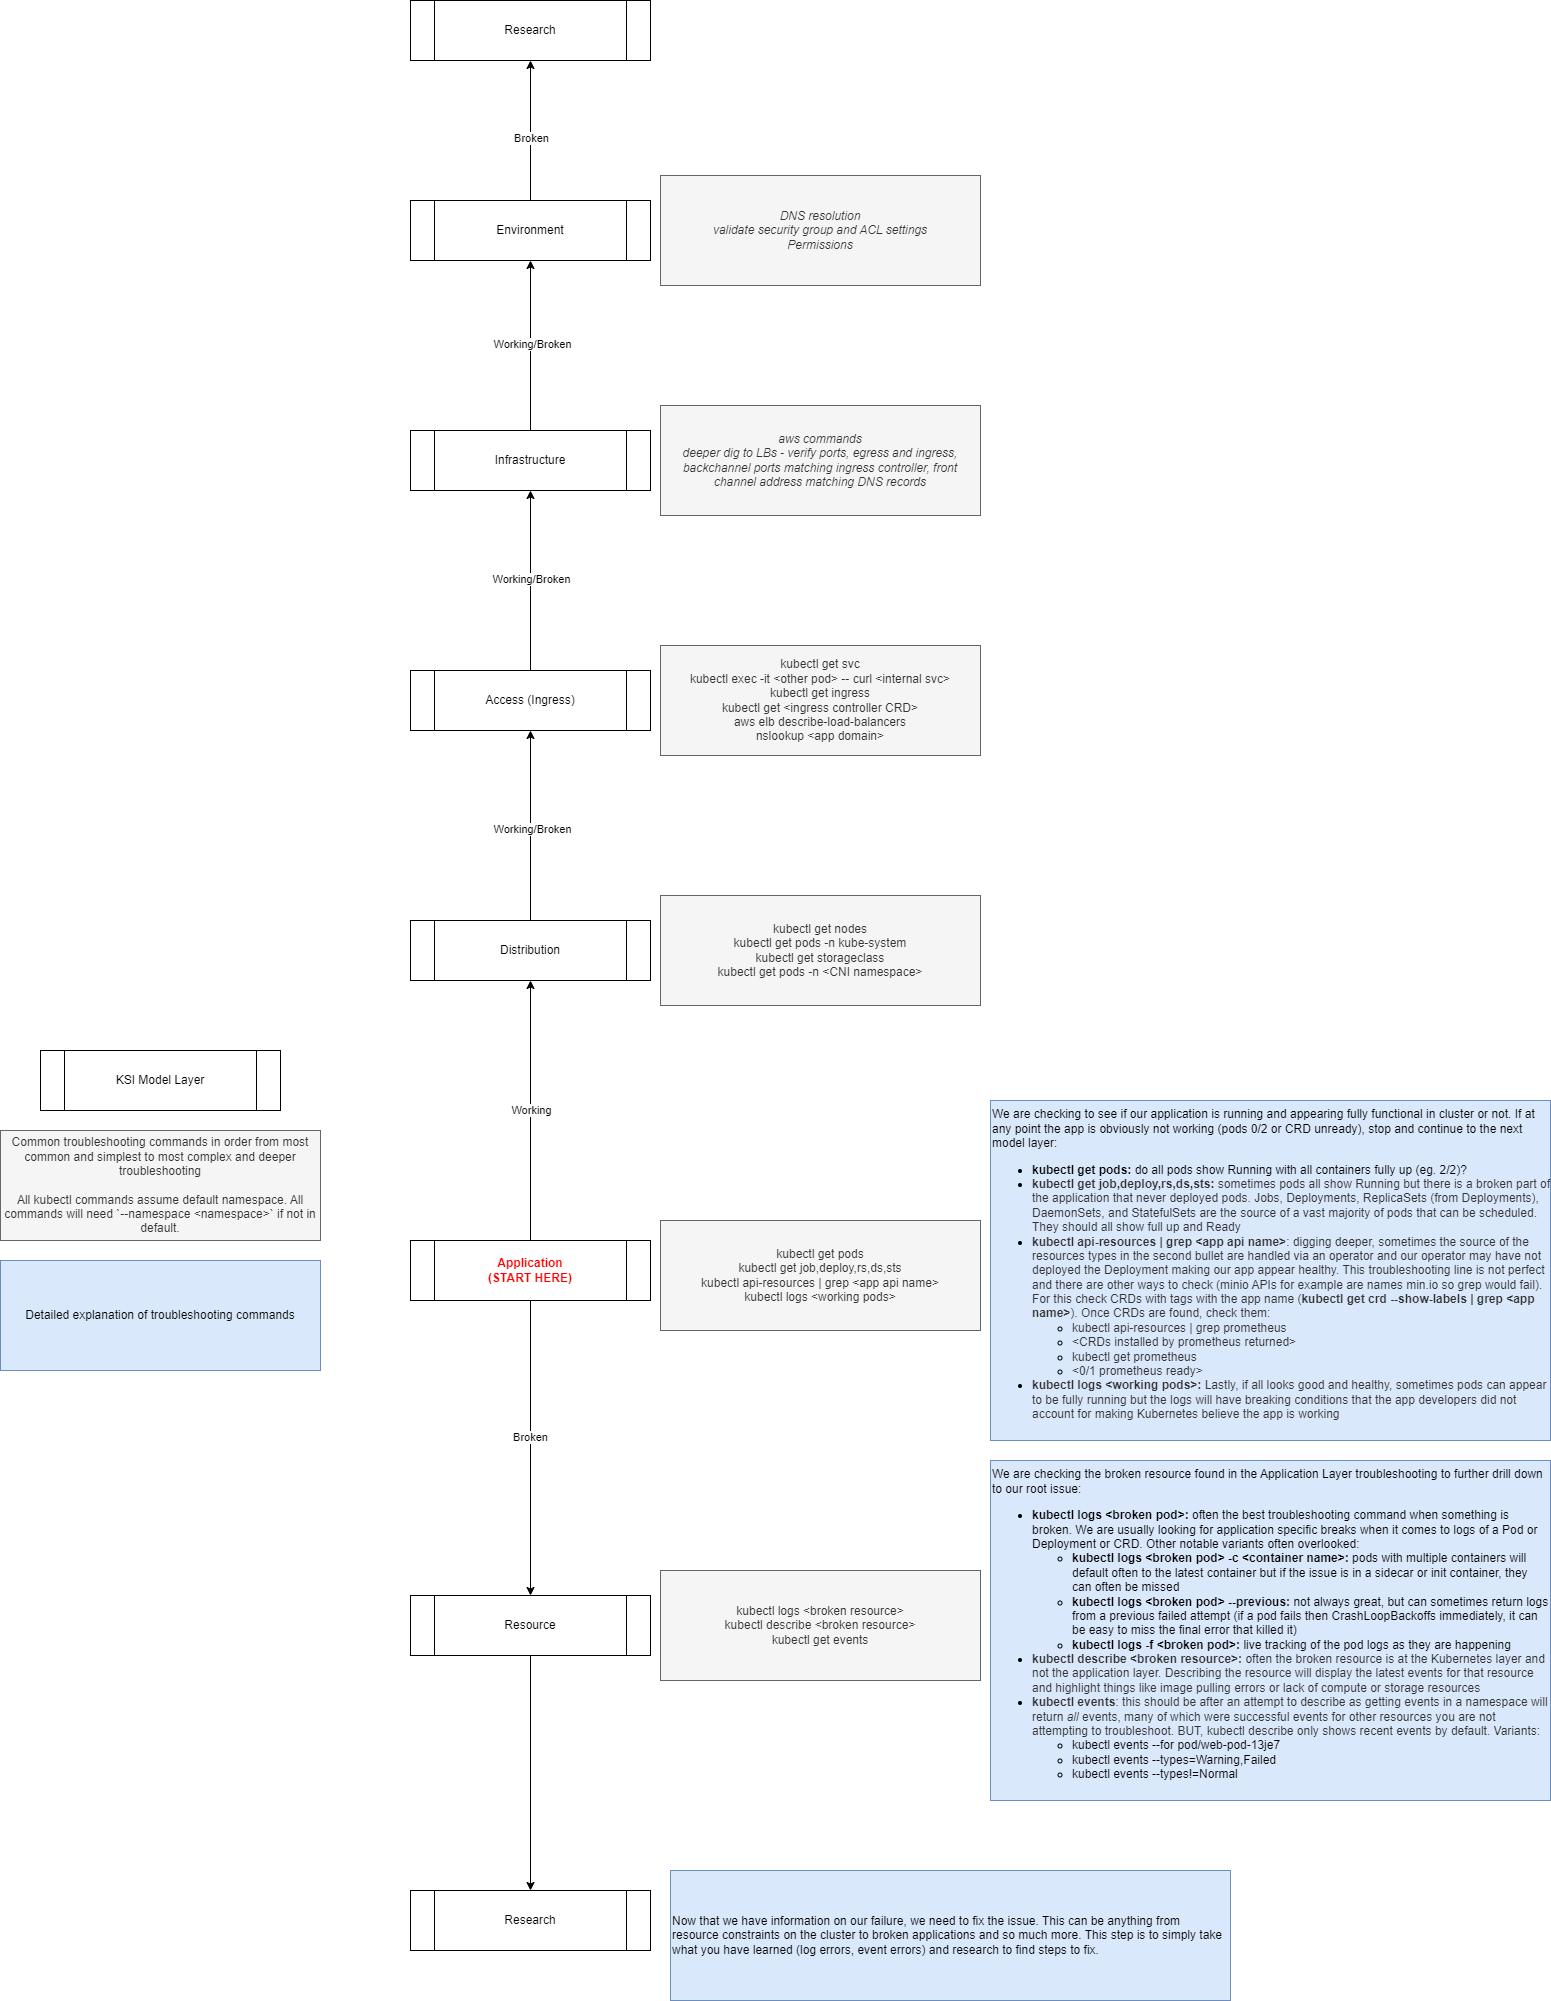 Research
Broken
Environment
DNS resolution
validate security group and ACL settings
Permissions
Working/Broken
Infrastructure
aws commands
deeper dig to LBs - verify ports, egress and ingress,
backchannel ports matching ingress controller, front
channel address matching DNS records
Working/Broken
Access (Ingress)
kubectl get svc
kubectl exec -it <other pod> -- curl <internal svc>
kubectl get ingress
kubectl get <ingress controller CRD>
aws elb describe-load-balancers
nslookup <app domain>
Working/Broken
Distribution
kubectl get nodes
kubectl get pods -n kube-system
kubectl get storageclass
kubectl get pods -n <CNI namespace>
Working
KSI Model Layer
Common troubleshooting commands in order from most
common and simplest to most complex and deeper
troubleshooting
All kubectl commands assume default namespace. All
commands will need `--namespace <namespace>` if not in
default.
Detailed explanation of troubleshooting commands
Application
(START HERE)
kubectl get pods
kubectl get job,deploy,rs,ds,sts
kubectl api-resources | grep <app api name>
kubectl logs <working pods>
We are checking to see if our application is running and appearing fully functional in cluster or not. If at
any point the app is obviously not working (pods 0/2 or CRD unready), stop and continue to the next
model layer:
• kubectl get pods: do all pods show Running with all containers fully up (eg. 2/2)?
• kubectl get job,deploy,rs,ds,sts: sometimes pods all show Running but there is a broken part of
the application that never deployed pods. Jobs, Deployments, ReplicaSets (from Deployments),
DaemonSets, and StatefulSets are the source of a vast majority of pods that can be scheduled.
They should all show full up and Ready
• kubectl api-resources | grep <app api name>: digging deeper, sometimes the source of the
resources types in the second bullet are handled via an operator and our operator may have not
deployed the Deployment making our app appear healthy. This troubleshooting line is not perfect
and there are other ways to check (minio APIs for example are names min.io so grep would fail).
For this check CRDs with tags with the app name (kubectl get crd --show-labels | grep <app
name>). Once CRDs are found, check them:
◦ kubectl api-resources | grep prometheus
◦ <CRDs installed by prometheus returned>
◦ kubectl get prometheus
◦ <0/1 prometheus ready>
• kubectl logs <working pods>: Lastly, if all looks good and healthy, sometimes pods can appear
to be fully running but the logs will have breaking conditions that the app developers did not
account for making Kubernetes believe the app is working
Broken
Resource
kubectl logs <broken resource>
kubectl describe <broken resource>
kubectl get events
We are checking the broken resource found in the Application Layer troubleshooting to further drill down
to our root issue:
• kubectl logs <broken pod>: often the best troubleshooting command when something is
broken. We are usually looking for application specific breaks when it comes to logs of a Pod or
Deployment or CRD. Other notable variants often overlooked:
◦ kubectl logs <broken pod> -c <container name>: pods with multiple containers will
default often to the latest container but if the issue is in a sidecar or init container, they
can often be missed
◦ kubectl logs <broken pod> --previous: not always great, but can sometimes return logs
from a previous failed attempt (if a pod fails then CrashLoopBackoffs immediately, it can
be easy to miss the final error that killed it)
◦ kubectl logs -f <broken pod>: live tracking of the pod logs as they are happening
• kubectl describe <broken resource>: often the broken resource is at the Kubernetes layer and
not the application layer. Describing the resource will display the latest events for that resource
and highlight things like image pulling errors or lack of compute or storage resources
• kubectl events: this should be after an attempt to describe as getting events in a namespace will
return all events, many of which were successful events for other resources you are not
attempting to troubleshoot. BUT, kubectl describe only shows recent events by default. Variants:
◦ kubectl events --for pod/web-pod-13je7
◦ kubectl events --types=Warning,Failed
◦ kubectl events --types!=Normal
Research
Now that we have information on our failure, we need to fix the issue. This can be anything from
resource constraints on the cluster to broken applications and so much more. This step is to simply take
what you have learned (log errors, event errors) and research to find steps to fix.